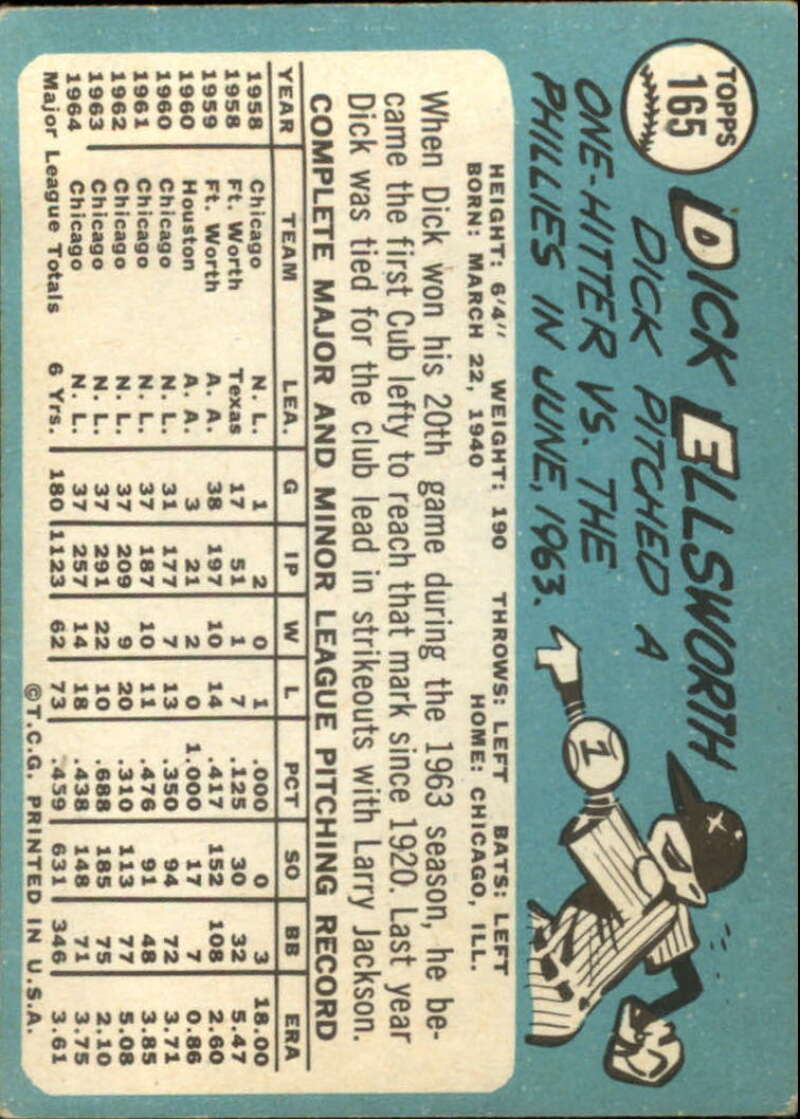 TOPPS
165
DICK ELLSWORTH
DICK PITCHED A
ONE-HITTER VS. THE
PHILLIES IN JUNE, 1963.
1
HEIGHT: 6'4" WEIGHT: 190 THROWS: LEFT BATS: LEFT
BORN: MARCH 22, 1940 HOME: CHICAGO, ILL.
When Dick won his 20th game during the 1963 season, he be-
came the first Cub lefty to reach that mark since 1920. Last year
Dick was tied for the club lead in strikeouts with Larry Jackson.
COMPLETE MAJOR AND MINOR LEAGUE PITCHING RECORD
YEAR TEAM LEA. G IP W L PCT SO BB ERA
1958 Chicago N. L. 1 2 0 1 .000 0 3 18.00
1958 Ft. Worth Texas 17 51 1 7 .125 30 32 5.47
1959 Ft. Worth A. A. 38 197 10 14 .417 152 108 2.60
1960 Houston A. A. 3 21 2 0 1.000 17 7 0.86
1960 Chicago N. L. 31 177 7 13 .350 94 72 3.71
1961 Chicago N. L. 37 187 10 11 .476 91 48 3.85
1962 Chicago N. L. 37 209 9 20 .310 113 77 5.08
1963 Chicago N. L. 37 291 22 10 .688 185 75 2.10
1964 Chicago N. L. 37 257 14 18 .438 148 71 3.75
Major League Totals 6 Yrs. 180 1123 62 73 .459 631 346 3.61
©T.C.G. PRINTED IN U.S.A.